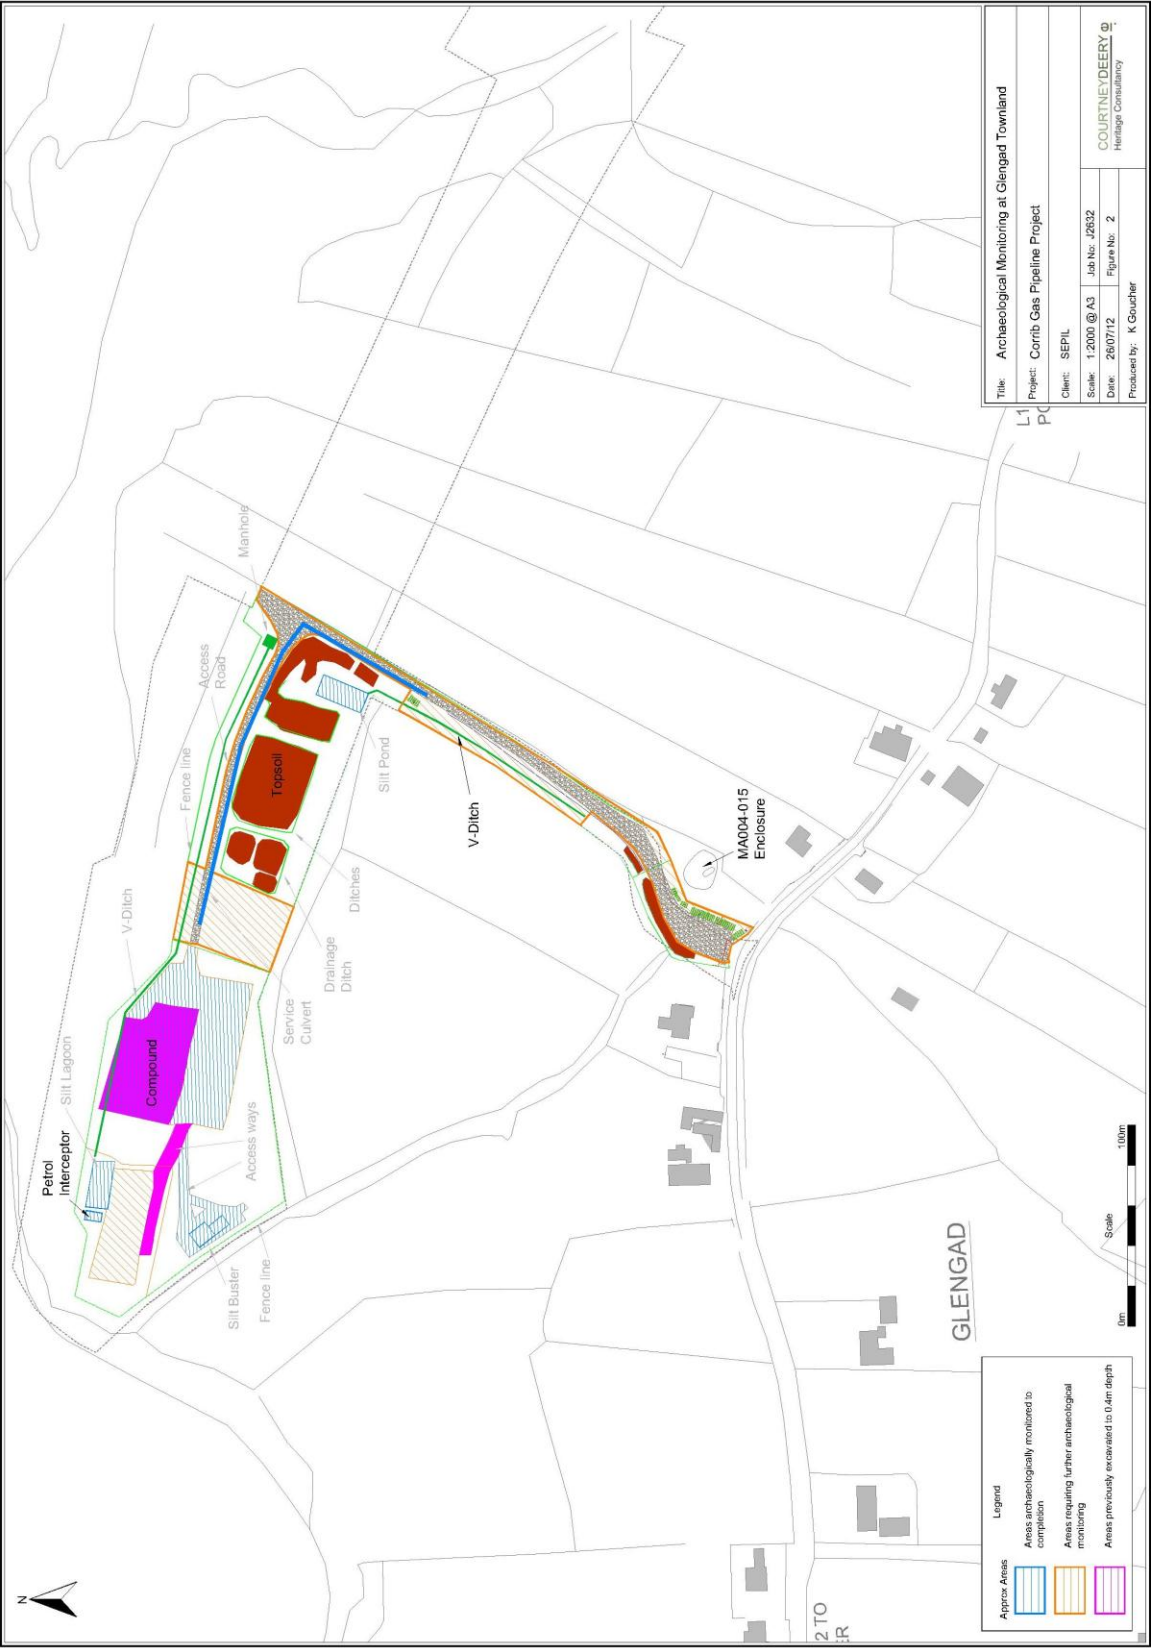 N
Petrol
Interceptor
Silt Lagoon
V-Ditch
Fence line
Access
Road
Manhole
Compound
Topsoil
Silt Pond
Ditches
Drainage
Ditch
Service
Culvert
Access ways
Silt Buster
Fence line
V-Ditch
MA004-015
Enclosure
GLENGAD
2 TO
:R
L1
PC
0m
Scale
100m
Approx Areas
Legend
Areas archaeologically monitored to
completion
Areas requiring further archaeological
monitoring
Areas previously excavated to 0.4m depth
Title: Archaeological Monitoring at Glengad Townland
Project: Corrib Gas Pipeline Project
Client: SEPIL
Scale: 1:2000 @ A3
Job No: J2632
Date: 26/07/12
Figure No: 2
Produced by: K Goucher
COURTNEYDEERY
Heritage Consultancy